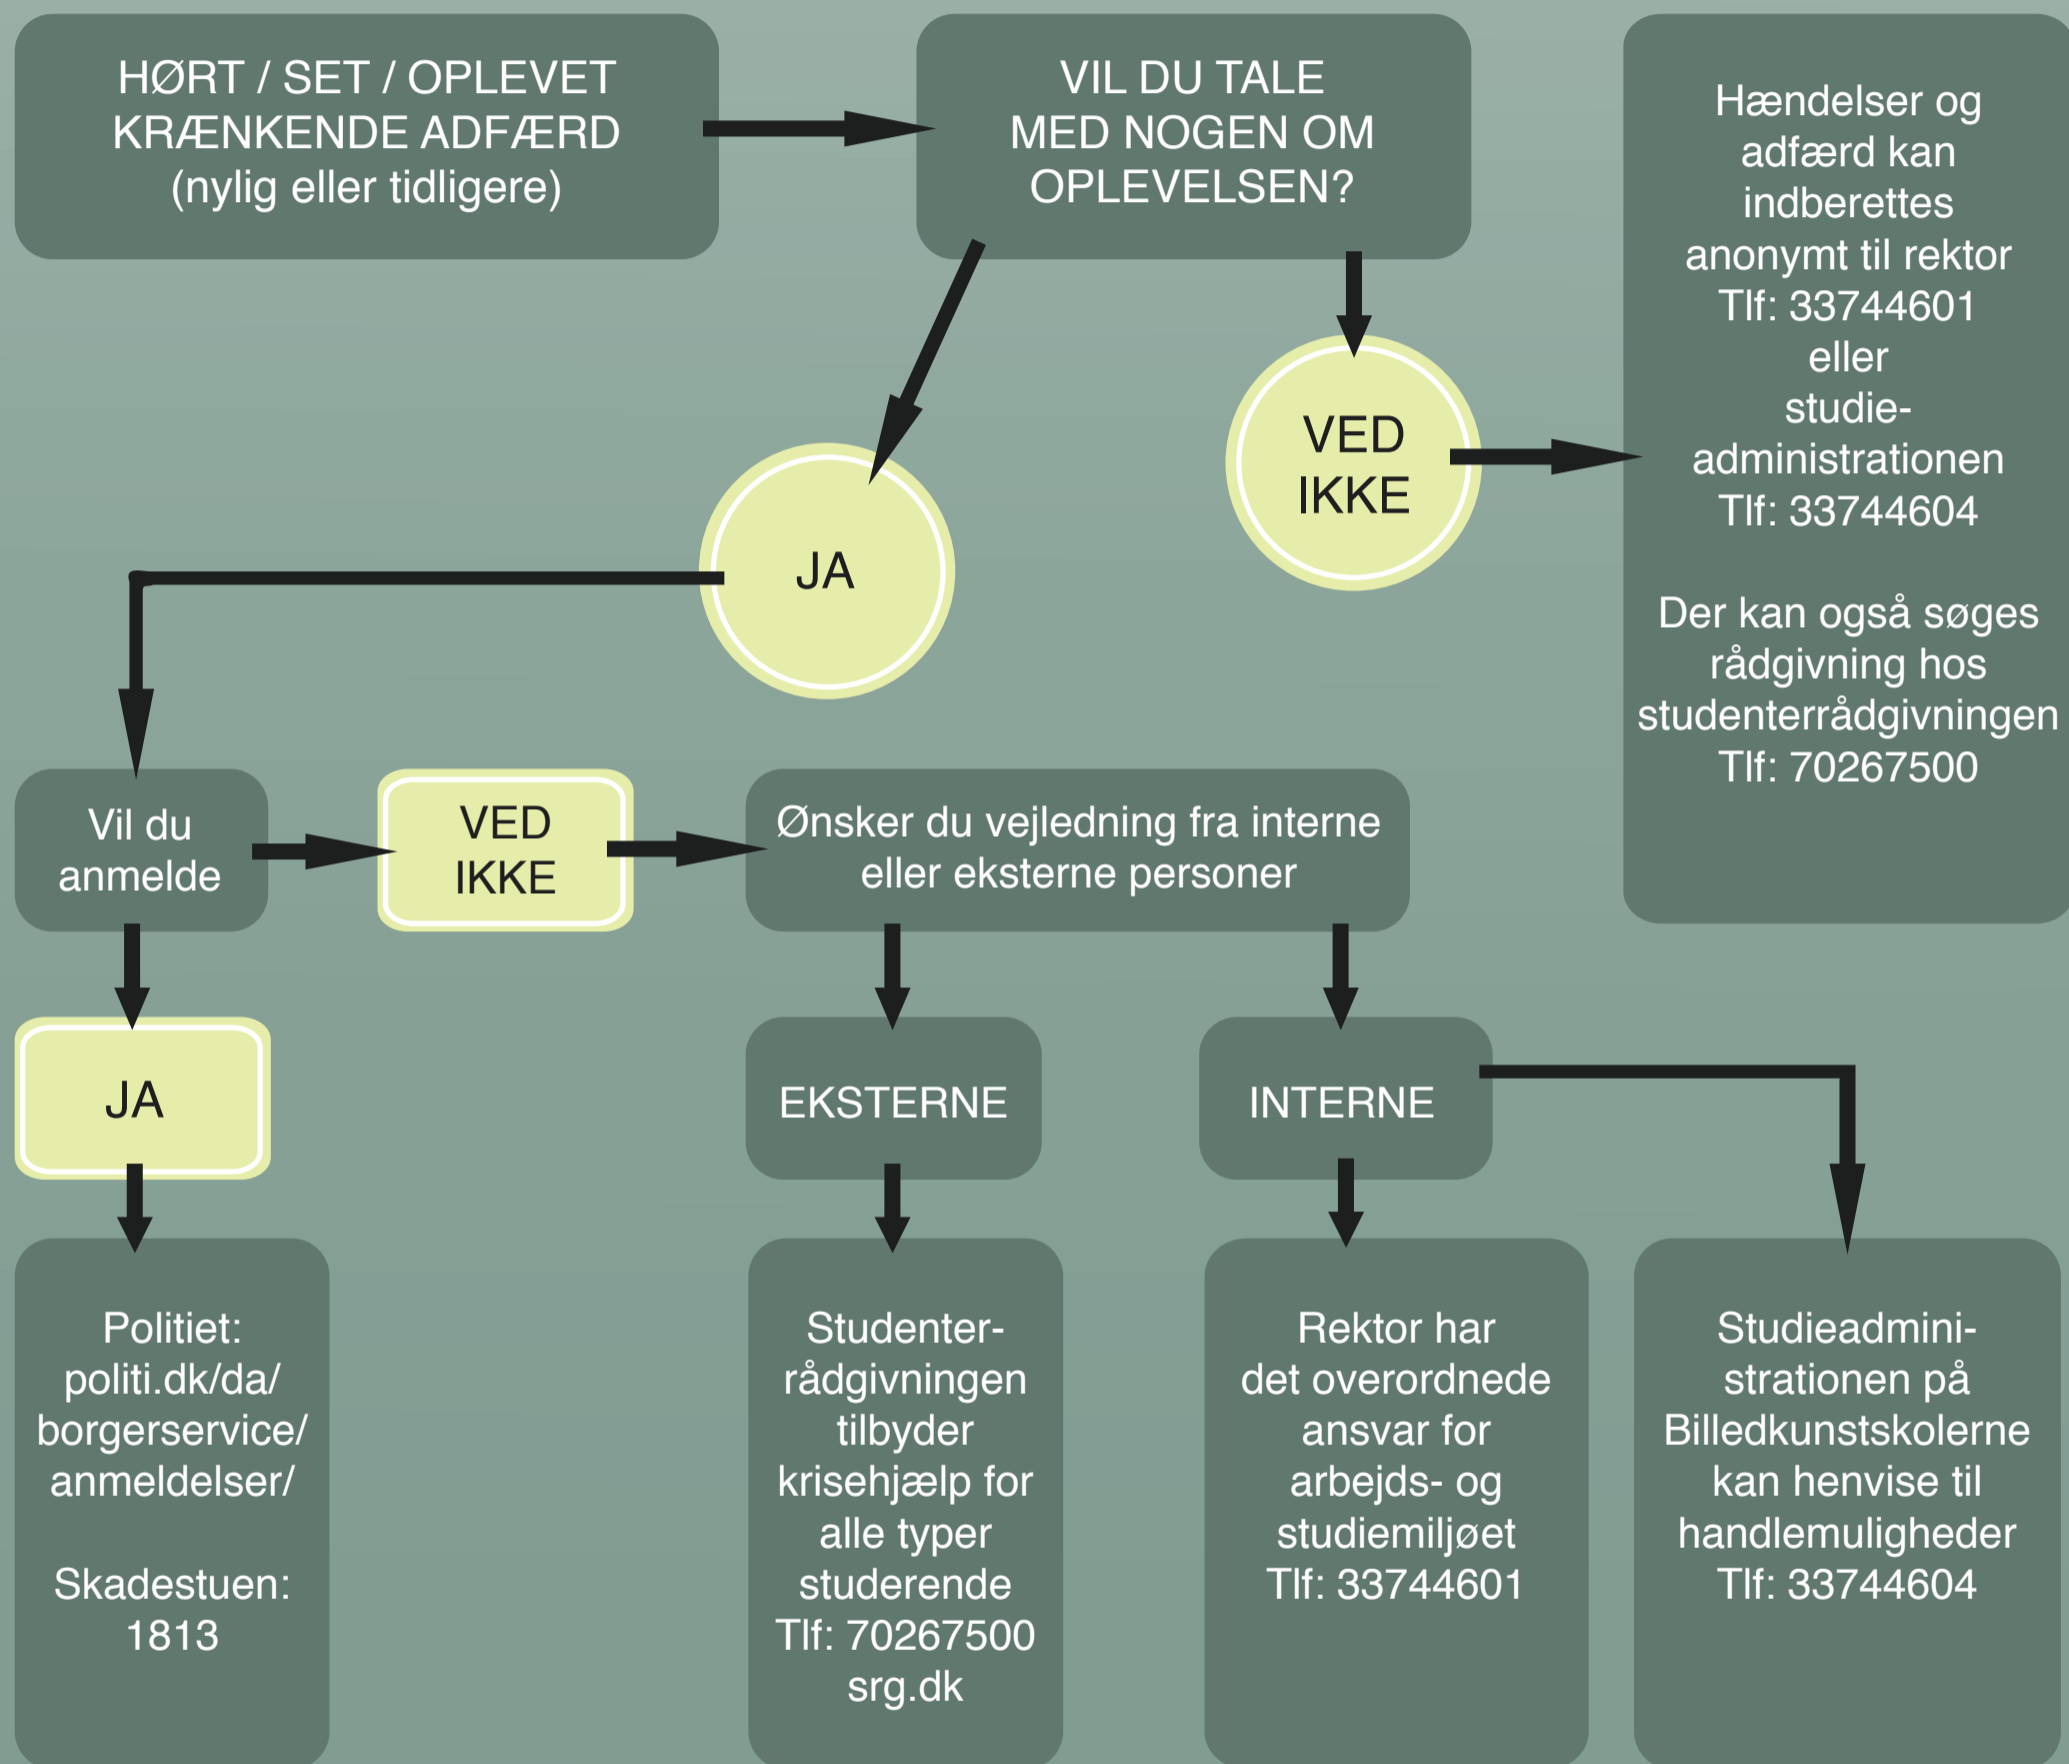 HØRT / SET / OPLEVET
KRÆNKENDE ADFÆRD
(nylig eller tidligere)
VIL DU TALE
MED NOGEN OM
OPLEVELSEN?
Hændelser og
adfærd kan
indberettes
anonymt til rektor
Tlf: 33744601
eller
studie-
administrationen
Tlf: 33744604
Der kan også søges
rådgivning hos
studenterrådgivningen
Tlf: 70267500
VED
IKKE
JA
Vil du
anmelde
VED
IKKE
Ønsker du vejledning fra interne
eller eksterne personer
JA
EKSTERNE
INTERNE
Politiet:
politi.dk/da/
borgerservice/
anmeldelser/
Skadestuen:
1813
Studenter-
rådgivningen
tilbyder
krisehjælp for
alle typer
studerende
Tlf: 70267500
srg.dk
Rektor har
det overordnede
ansvar for
arbejds- og
studiemiljøet
Tlf: 33744601
Studieadmini-
strationen på
Billedkunstskolerne
kan henvise til
handlemuligheder
Tlf: 33744604